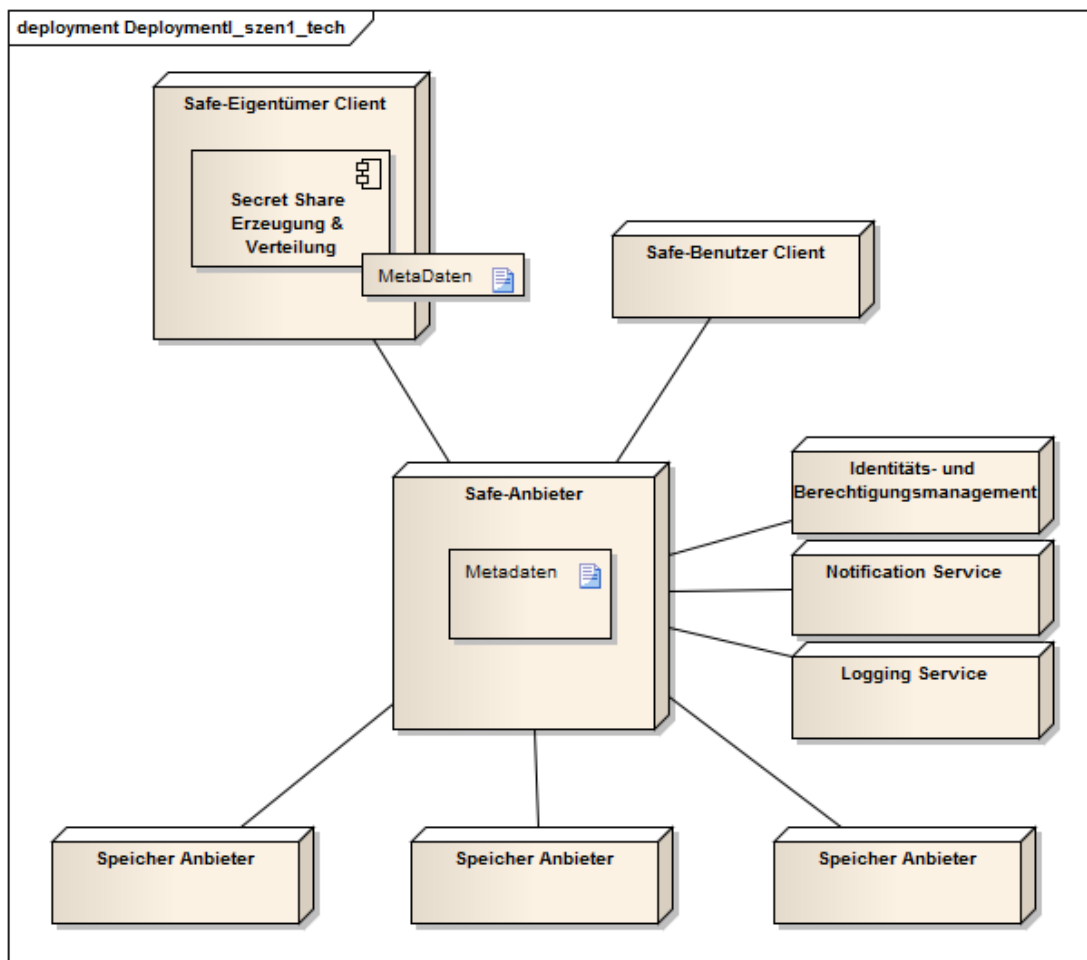 deployment DeploymentI_szen1_tech
Safe-Eigentümer Client
Secret Share
Erzeugung &
Verteilung
MetaDaten
Safe-Benutzer Client
Safe-Anbieter
Metadaten
Identitäts- und
Berechtigungsmanagement
Notification Service
Logging Service
Speicher Anbieter
Speicher Anbieter
Speicher Anbieter